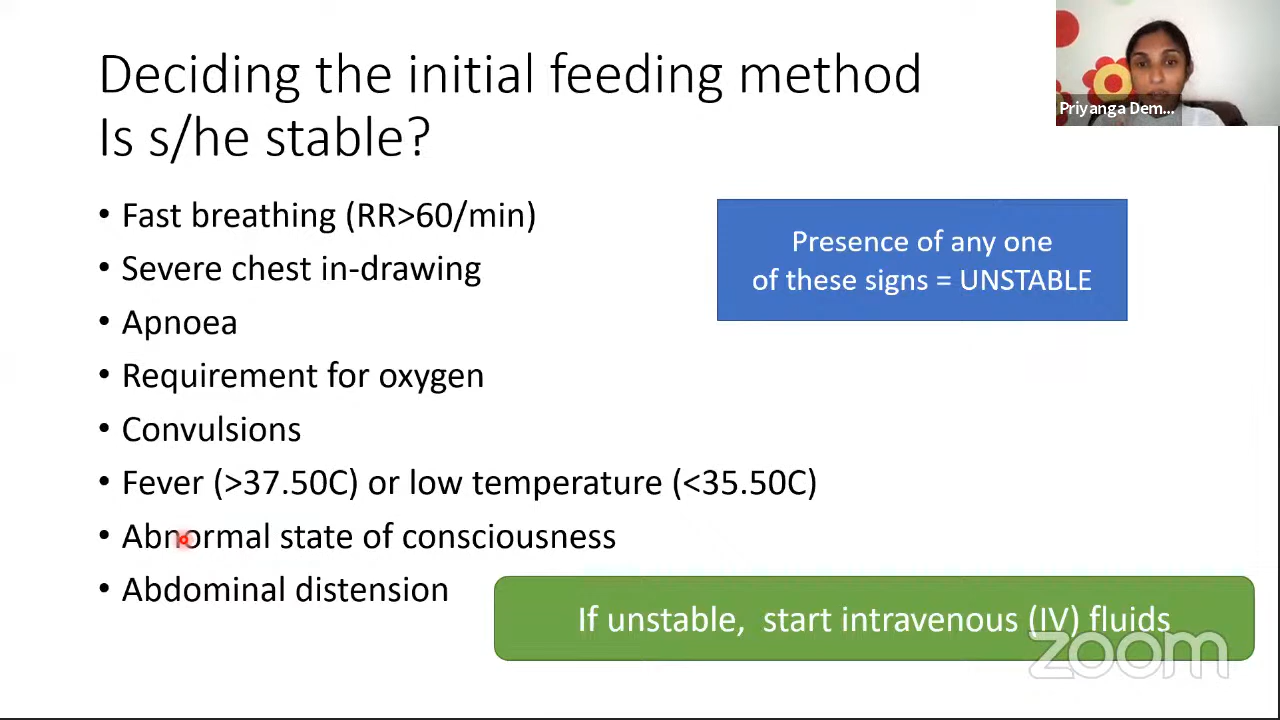 Deciding the initial feeding method
Is s/he stable?
Priyanga Dem...
• Fast breathing (RR>60/min)
• Severe chest in-drawing
• Apnoea
• Requirement for oxygen
• Convulsions
• Fever (>37.50C) or low temperature (<35.50C)
• Abnormal state of consciousness
• Abdominal distension
Presence of any one
of these signs = UNSTABLE
If unstable, start intravenous (IV) fluids
zoom